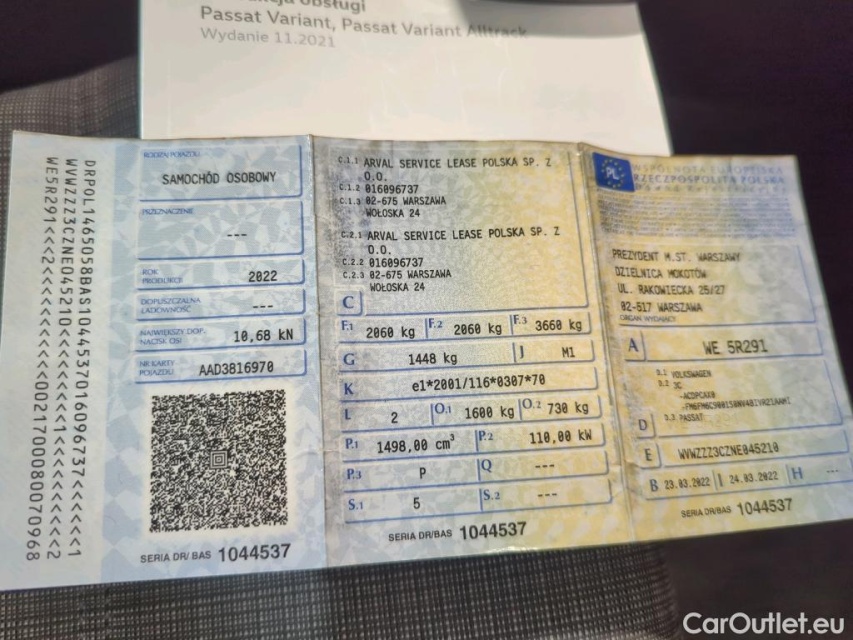 kcja obsługi
Passat Variant, Passat Variant Alltrack
Wydanie 11.2021
DRPOL1465058BAS1044537016096737<<<<<<1
WVWZZZ3CZNE045210<<<<<<<<<<<1<<<<<<<<2
WE5R291<<<2<<<<<<<<<<<<<<002170008007096 8
RODZAJ POJAZDU
SAMOCHÓD OSOBOWY
PRZEZNACZENIE
---
ROK PRODUKCJI
2022
DOPUSZCZALNA ŁADOWNOŚĆ
---
NAJWIĘKSZY DOP. NACISK OSI
10,68 kN
NR KARTY POJAZDU
AAD3816970
SERIA DR/BAS 1044537
C.1.1 ARVAL SERVICE LEASE POLSKA SP. Z
O.O.
C.1.2 016096737
C.1.3 02-675 WARSZAWA
WOŁOSKA 24
C.2.1 ARVAL SERVICE LEASE POLSKA SP. Z
O.O.
C.2.2 016096737
C.2.3 02-675 WARSZAWA
WOŁOSKA 24
C
F.1 2060 kg F.2 2060 kg F.3 3660 kg
G 1448 kg J M1
K e1*2001/116*0307*70
L 2 O.1 1600 kg O.2 730 kg
P.1 1498,00 cm³ P.2 110,00 kW
P.3 P Q ---
S.1 5 S.2 ---
SERIA DR/BAS 1044537
PL
WSPÓLNOTA EUROPEJSKA
RZECZPOSPOLITA POLSKA
PREZYDENT M.ST. WARSZAWY
DZIELNICA MOKOTÓW
UL. RAKOWIECKA 25/27
02-517 WARSZAWA
ORGAN WYDAJĄCY
A WE 5R291
D.1 VOLKSWAGEN
D.2 3C
-ACDPCAX0
D.3 PASSAT
D
E WVWZZZ3CZNE045210
B 23.03.2022 I 24.03.2022 H ---
SERIA DR/BAS 1044537
CarOutlet.eu